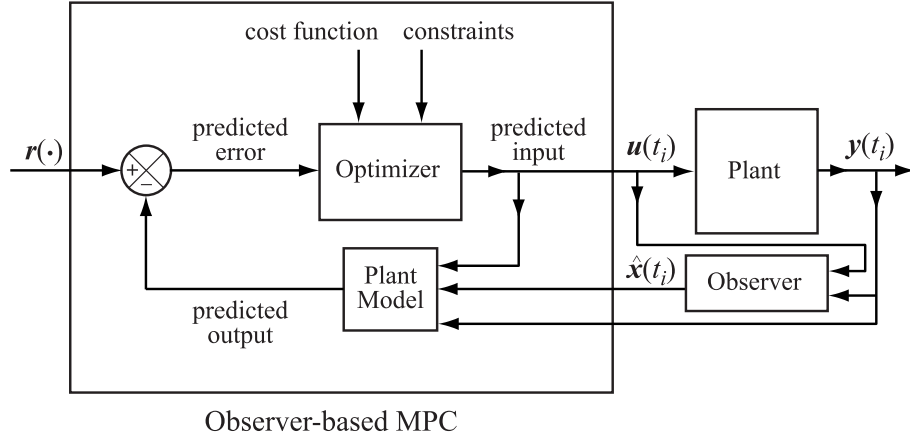 cost function
constraints
predicted
error
predicted
input
r(·)
+
−
Optimizer
u(tᵢ)
Plant
y(tᵢ)
Plant
Model
x̂(tᵢ)
Observer
predicted
output
Observer-based MPC